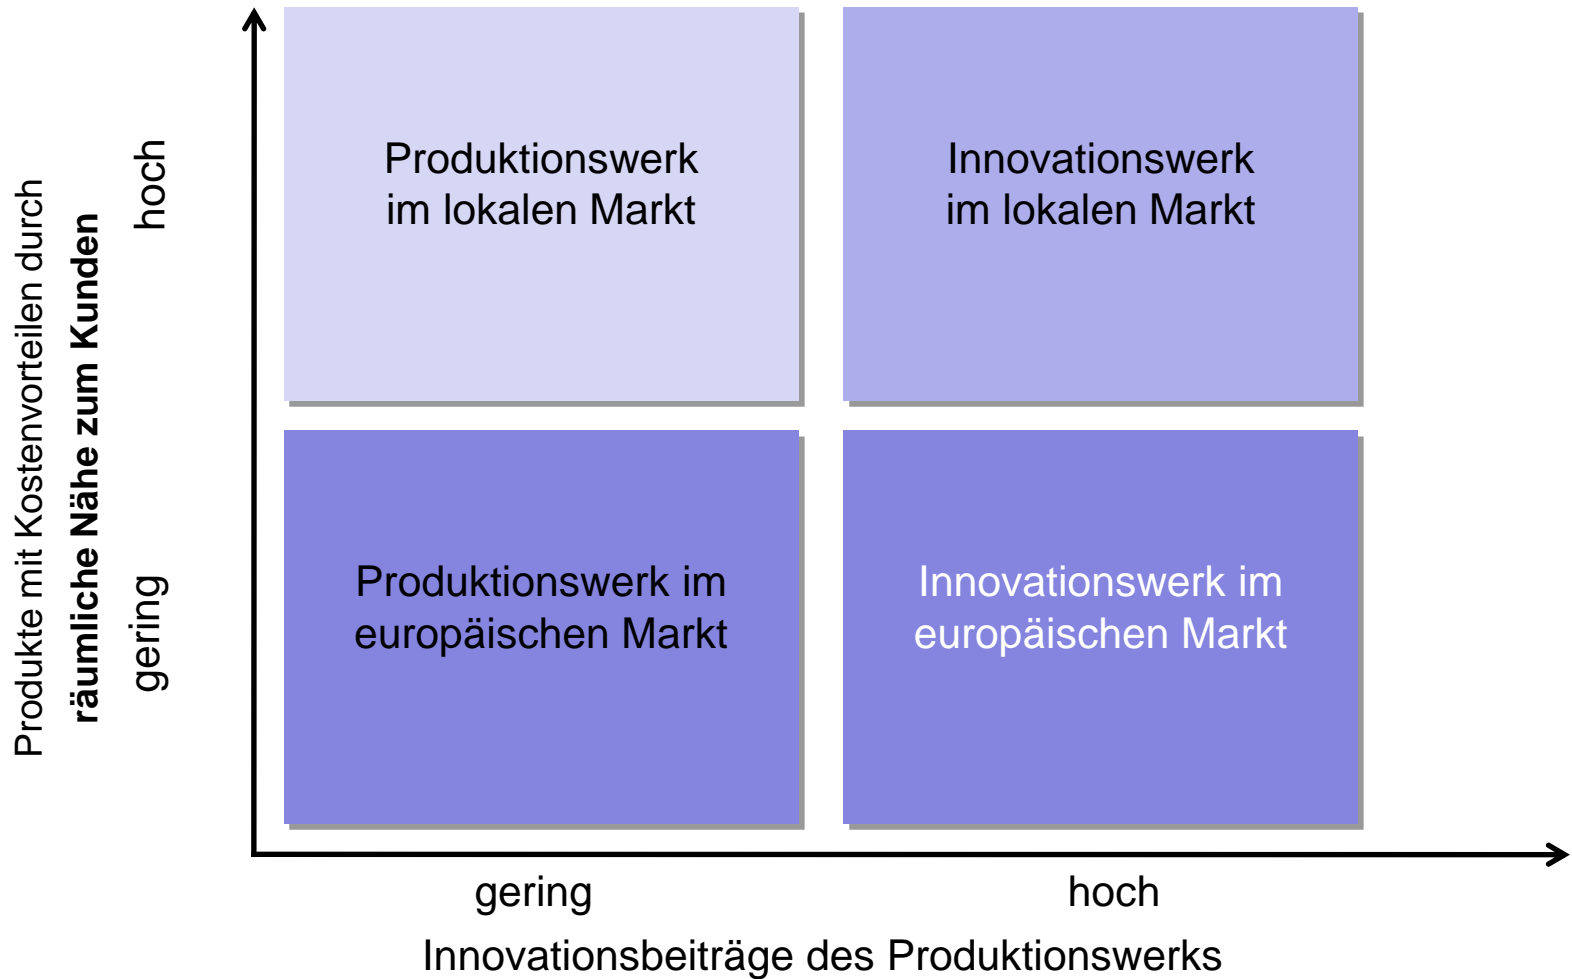 Produkte mit Kostenvorteilen durch
räumliche Nähe zum Kunden
hoch
gering
Produktionswerk
im lokalen Markt
Innovationswerk
im lokalen Markt
Produktionswerk im
europäischen Markt
Innovationswerk im
europäischen Markt
gering
hoch
Innovationsbeiträge des Produktionswerks